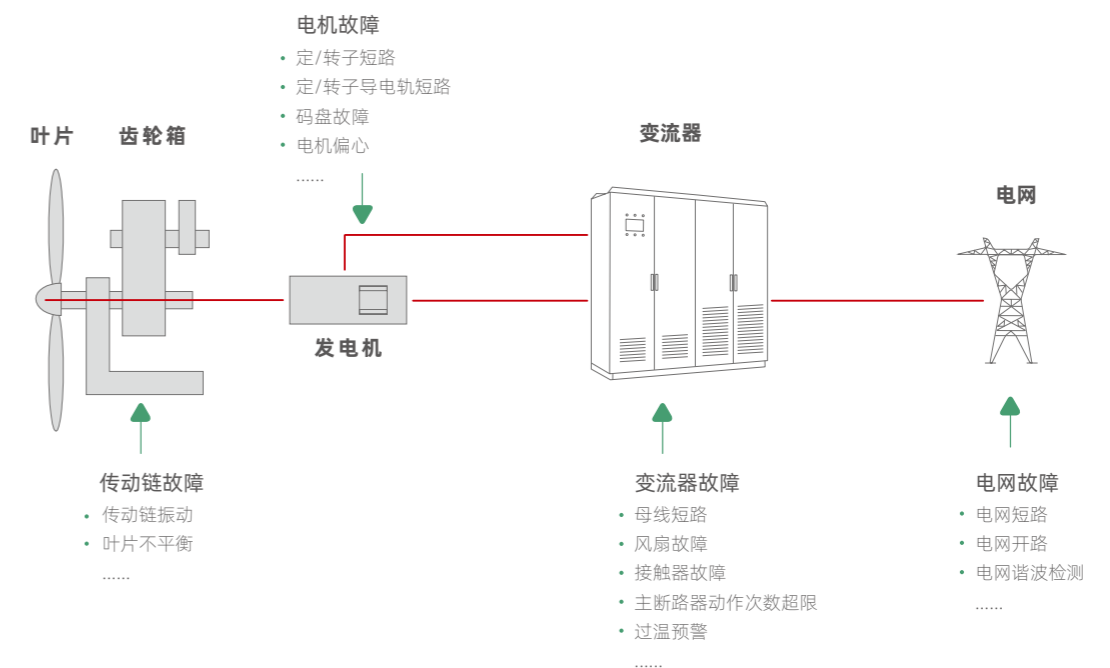 电机故障
• 定/转子短路
• 定/转子导电轨短路
• 码盘故障
• 电机偏心
......
叶片
齿轮箱
变流器
电网
发电机
传动链故障
• 传动链振动
• 叶片不平衡
......
变流器故障
• 母线短路
• 风扇故障
• 接触器故障
• 主断路器动作次数超限
• 过温预警
......
电网故障
• 电网短路
• 电网开路
• 电网谐波检测
......